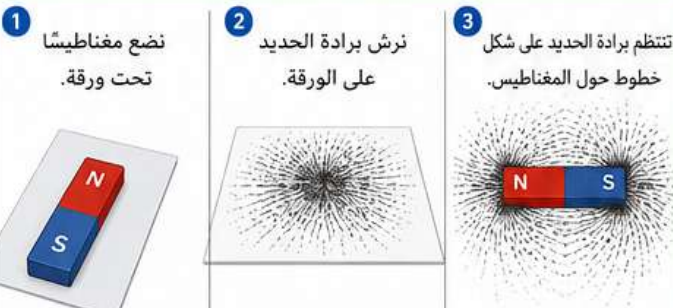 1
نضع مغناطيسًا
تحت ورقة.
N
S
2
نرش برادة الحديد
على الورقة.
3
تنتظم برادة الحديد على شكل
خطوط حول المغناطيس.
N S